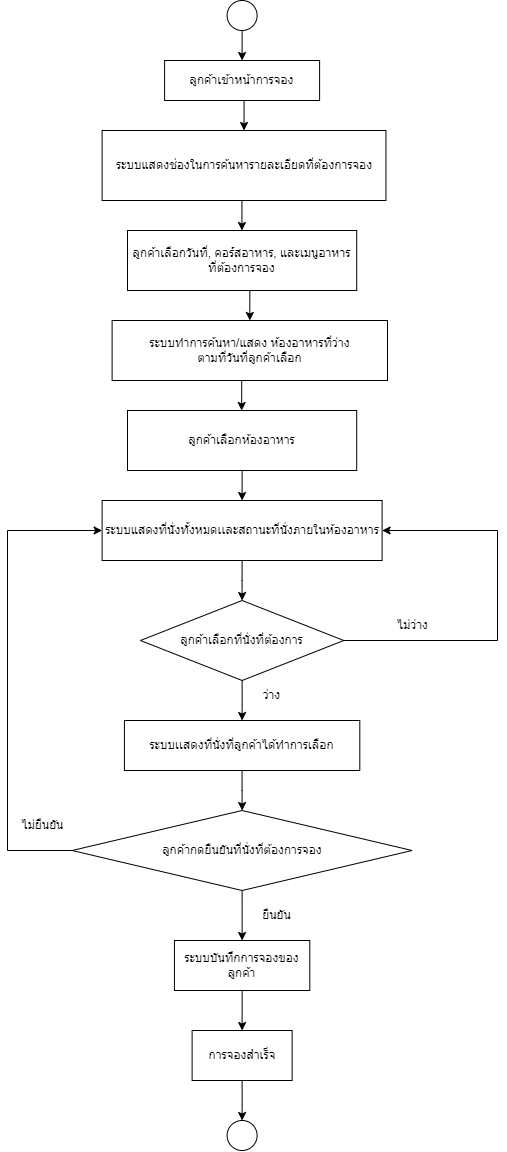 ลูกค้าเข้าหน้าการจอง
ระบบแสดงช่องในการค้นหารายละเอียดที่ต้องการจอง
ลูกค้าเลือกวันที่, คอร์สอาหาร, และเมนูอาหาร
ที่ต้องการจอง
ระบบทำการค้นหา/แสดง ห้องอาหารที่ว่าง
ตามที่วันที่ลูกค้าเลือก
ลูกค้าเลือกห้องอาหาร
ระบบแสดงที่นั่งทั้งหมดและสถานะที่นั่งภายในห้องอาหาร
ไม่ว่าง
ลูกค้าเลือกที่นั่งที่ต้องการ
ว่าง
ระบบแสดงที่นั่งที่ลูกค้าได้ทำการเลือก
ไม่ยืนยัน
ลูกค้ากดยืนยันที่นั่งที่ต้องการจอง
ยืนยัน
ระบบบันทึกการจองของ
ลูกค้า
การจองสำเร็จ